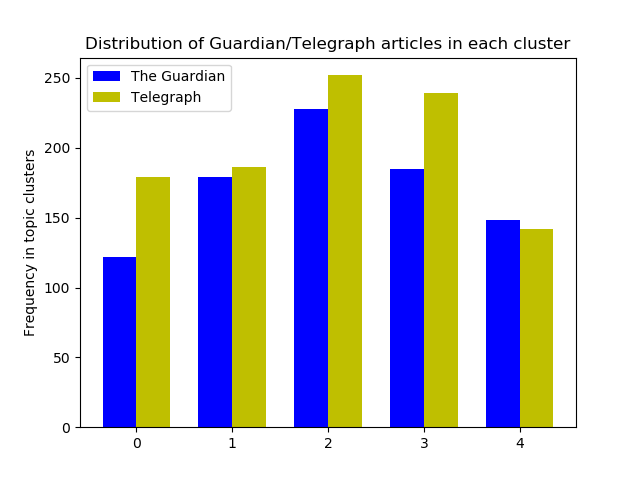 Distribution of Guardian/Telegraph articles in each cluster
The Guardian
Telegraph
Frequency in topic clusters
250
200
150
100
50
0
0 1 2 3 4